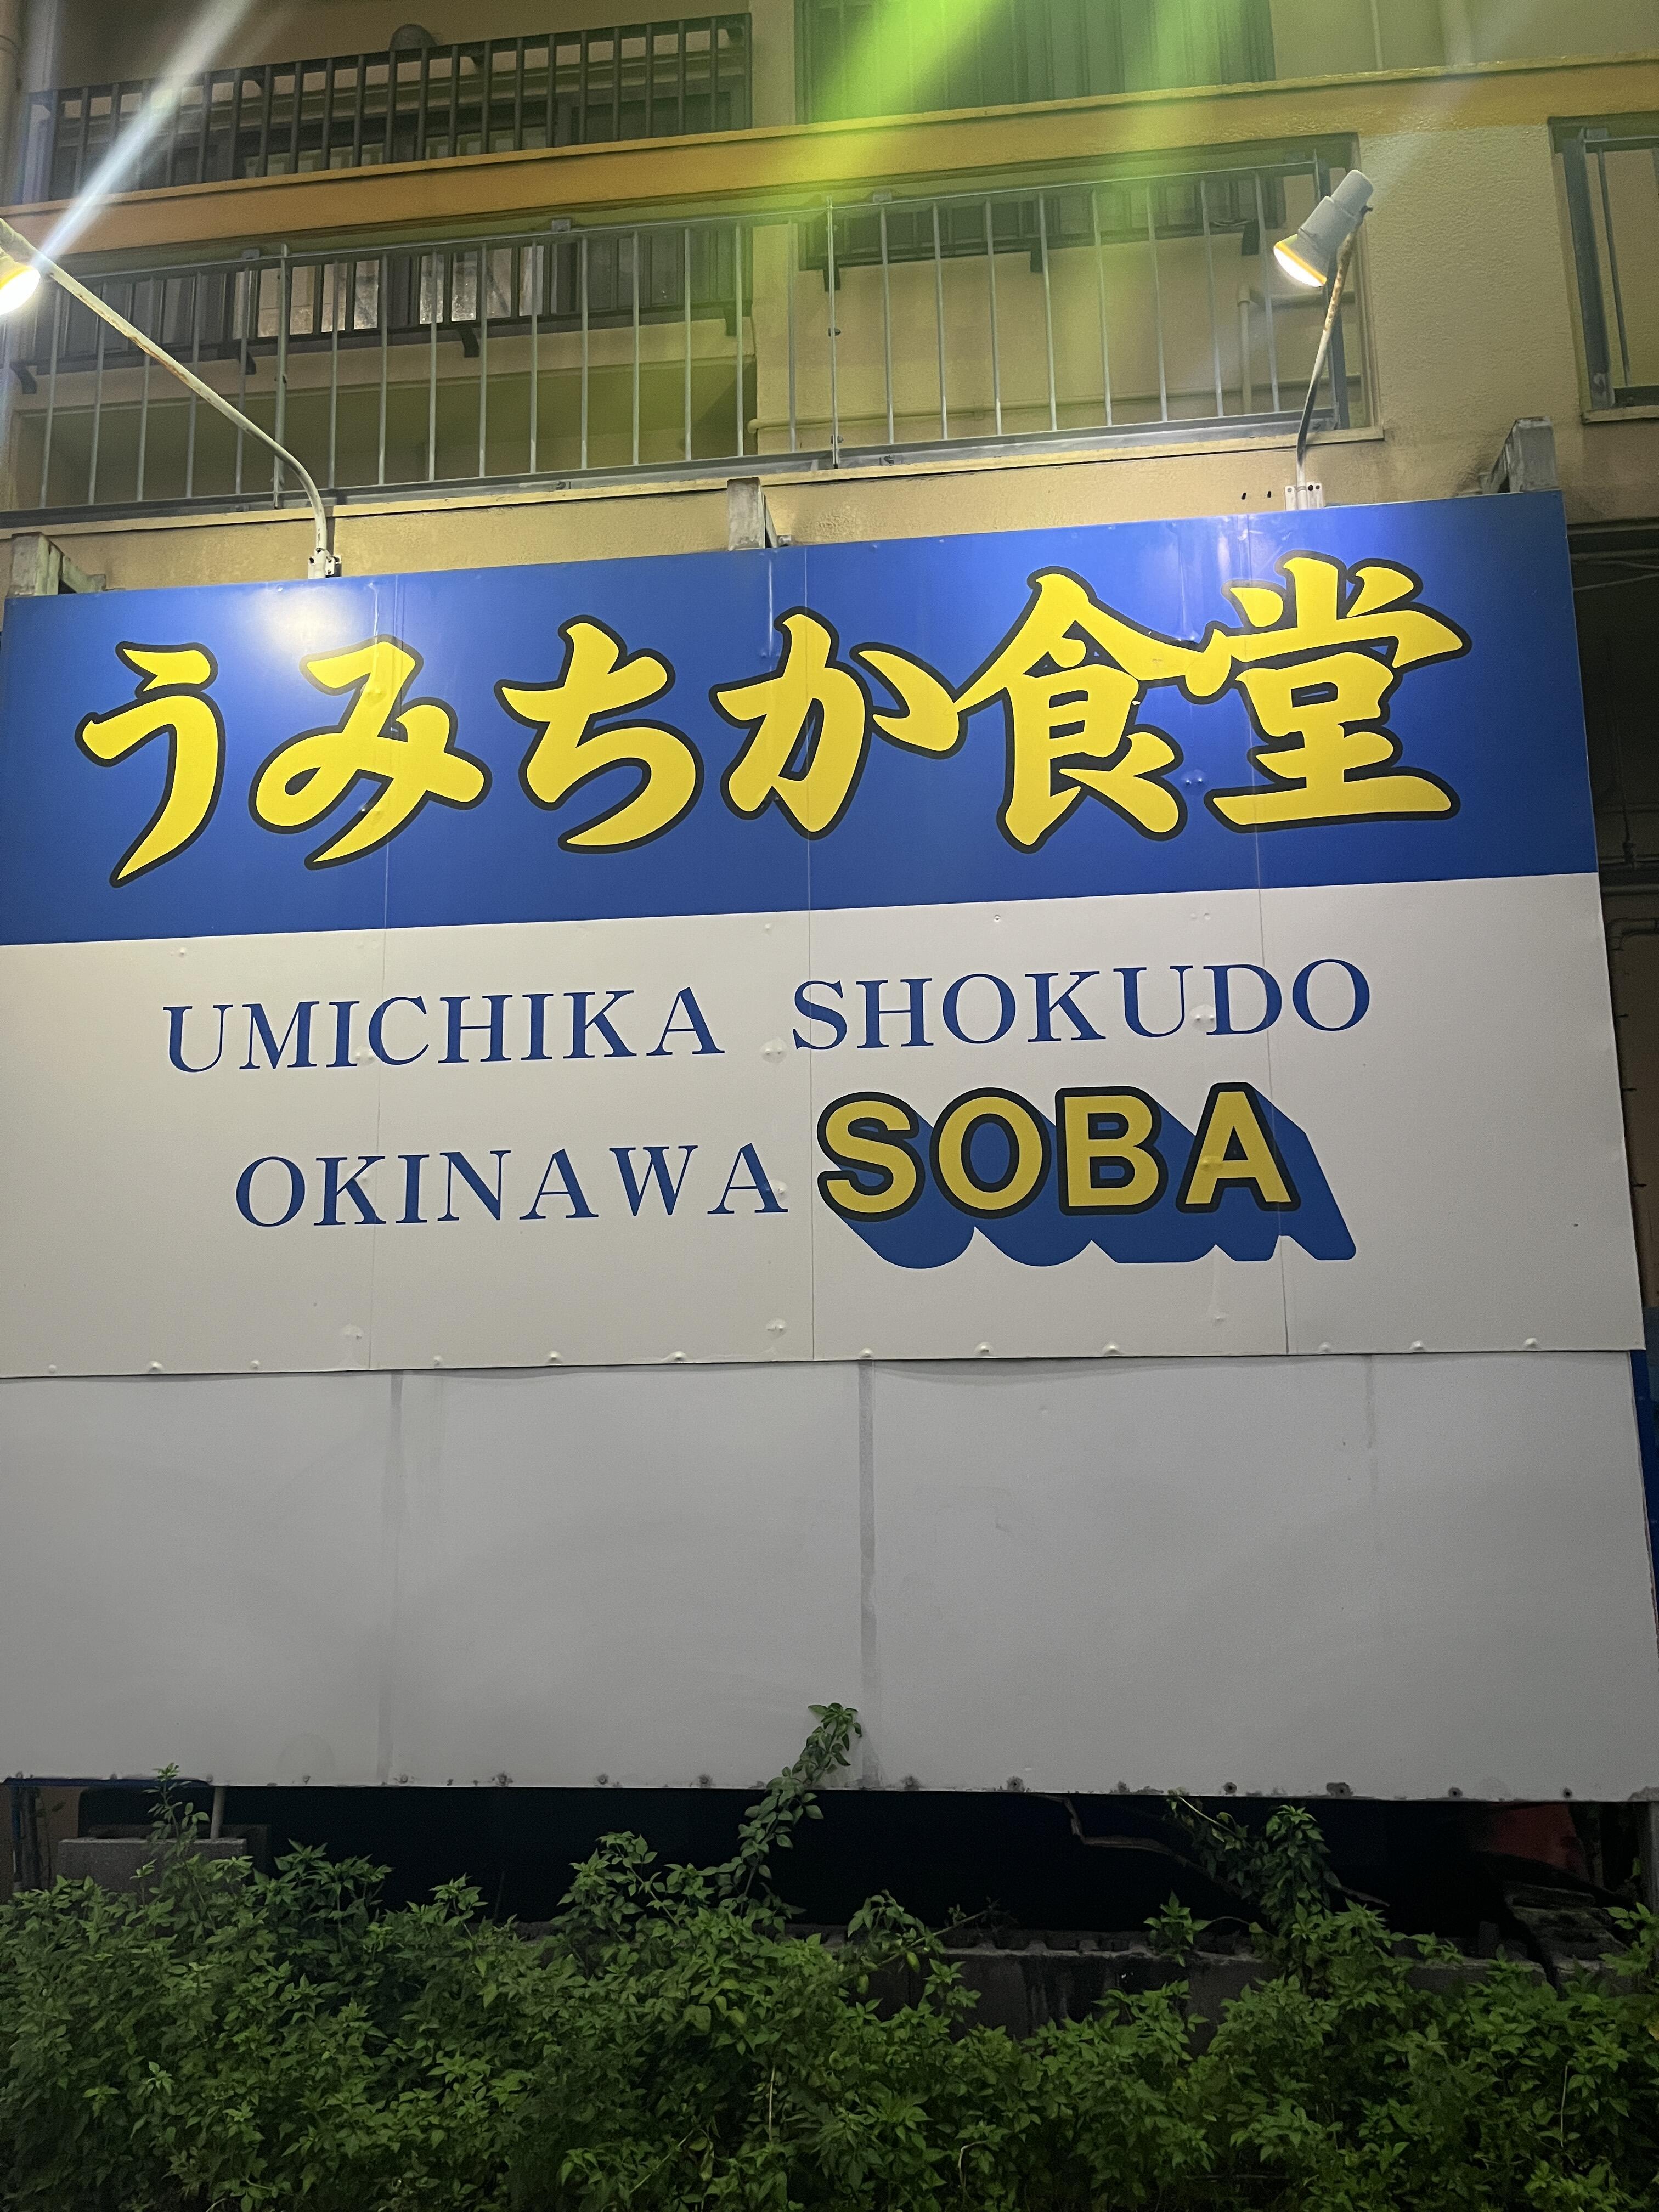 うみちか食堂
UMICHIKA SHOKUDO
OKINAWA SOBA